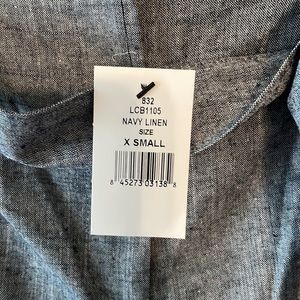 832
LCB1105
NAVY LINEN
SIZE
X SMALL
8 45273 03138 8